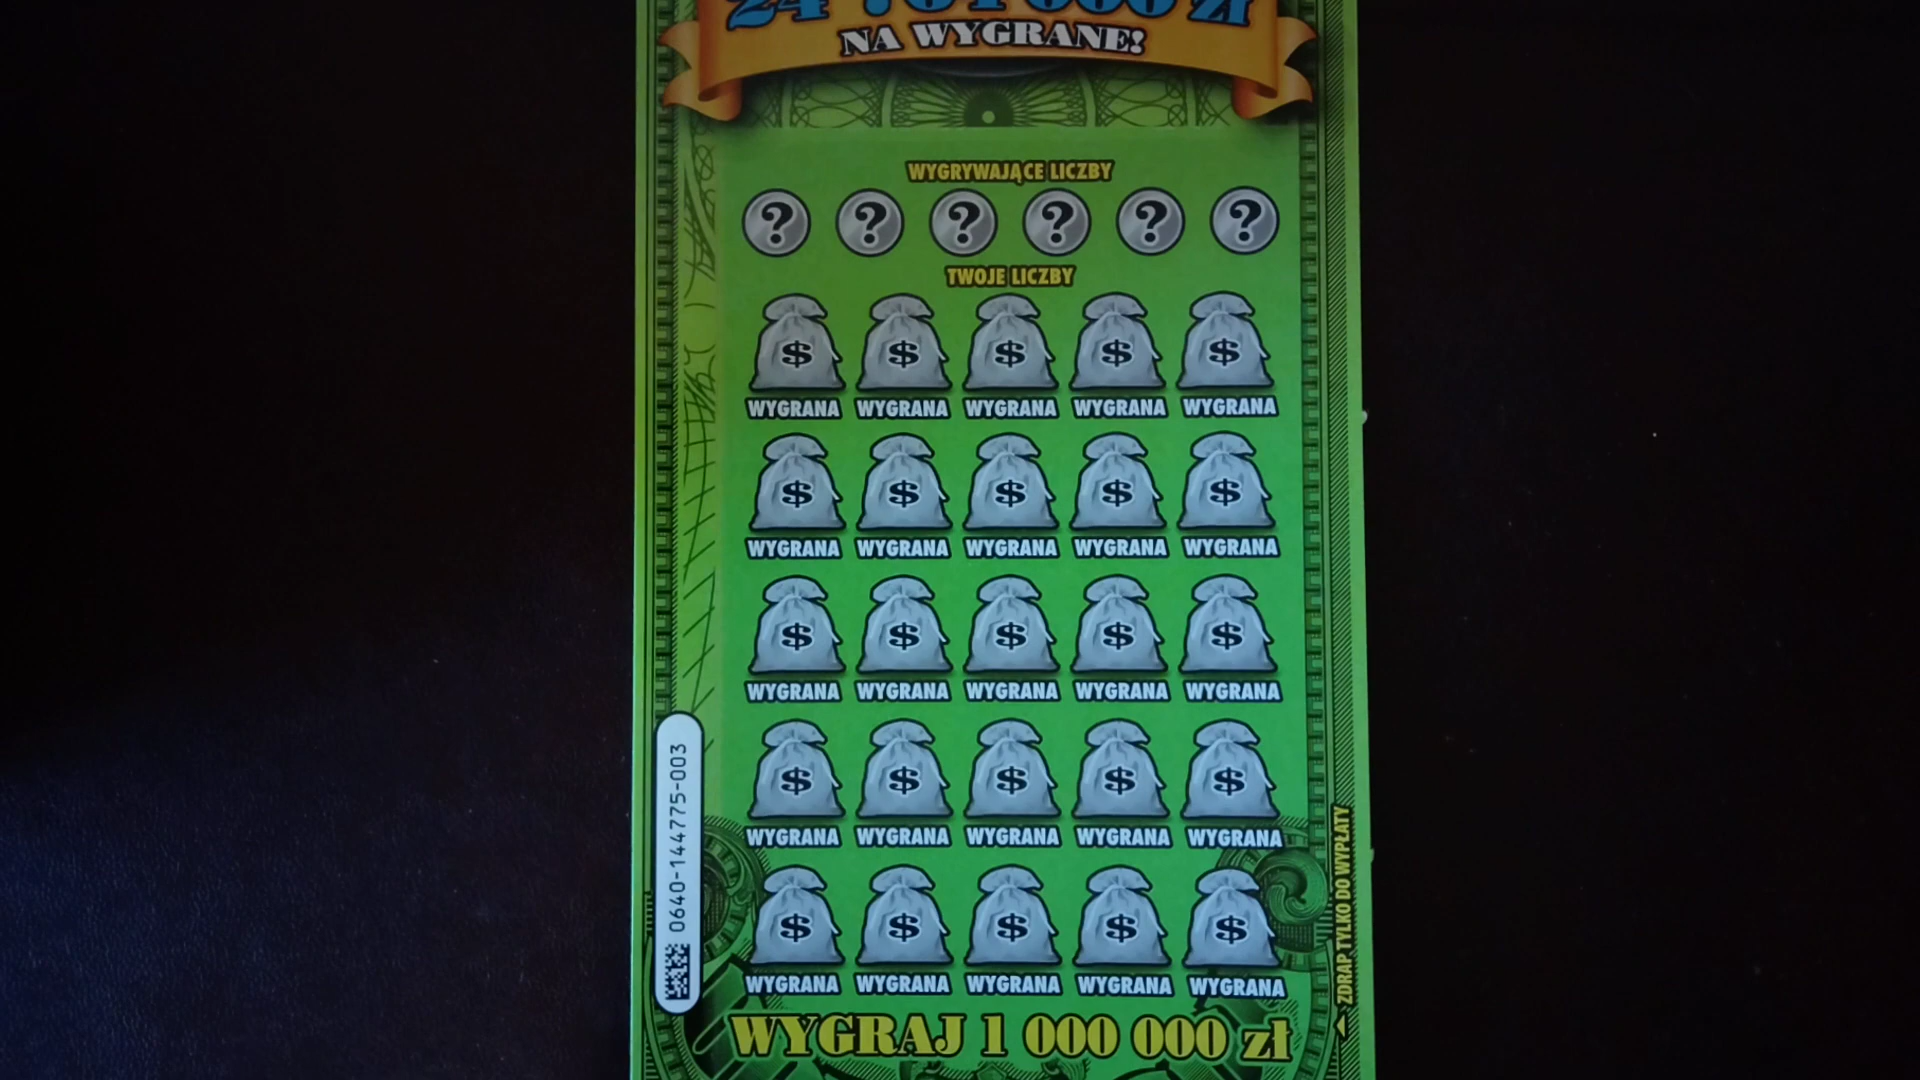 NA WYGRANE!
WYGRYWAJĄCE LICZBY
? ? ? ? ? ?
TWOJE LICZBY
$ $ $ $ $
WYGRANA WYGRANA WYGRANA WYGRANA WYGRANA
$ $ $ $ $
WYGRANA WYGRANA WYGRANA WYGRANA WYGRANA
$ $ $ $ $
WYGRANA WYGRANA WYGRANA WYGRANA WYGRANA
$ $ $ $ $
WYGRANA WYGRANA WYGRANA WYGRANA WYGRANA
$ $ $ $ $
WYGRANA WYGRANA WYGRANA WYGRANA WYGRANA
WYGRAJ 1 000 000 zł
0640-144775-003
ZDRAP TYLKO DO WYPŁATY